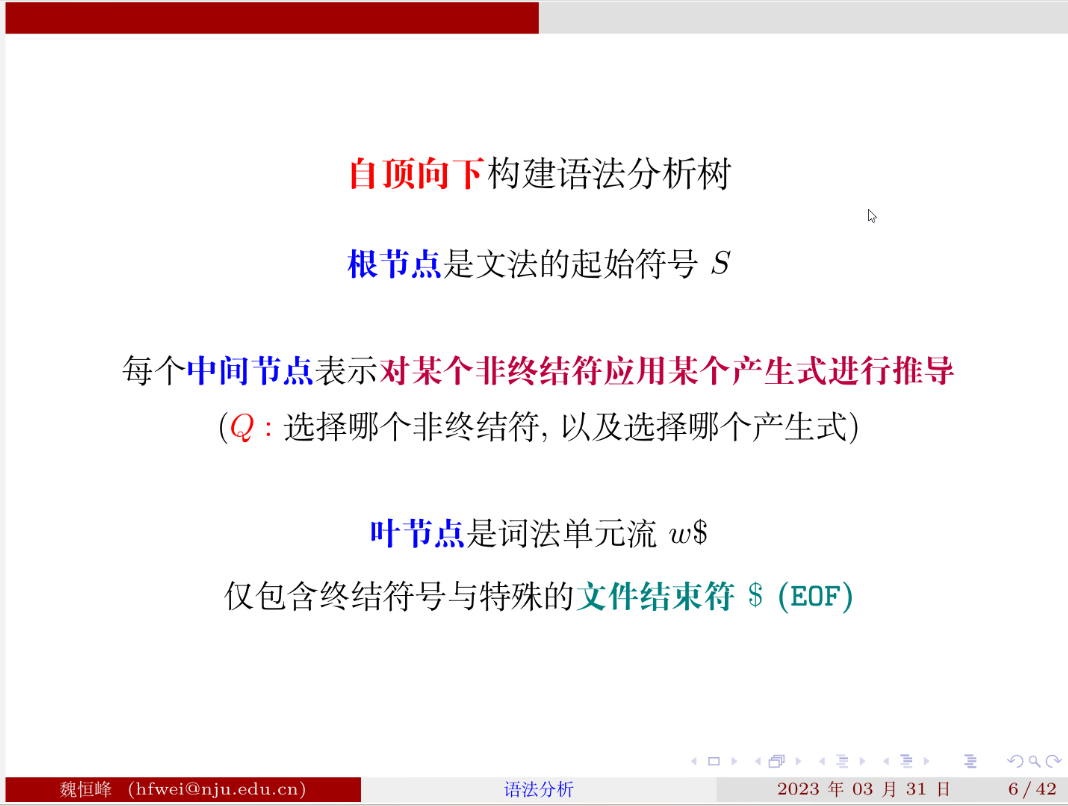 自顶向下构建语法分析树
根节点是文法的起始符号 S
每个中间节点表示对某个非终结符应用某个产生式进行推导
(Q : 选择哪个非终结符, 以及选择哪个产生式)
叶节点是词法单元流 w$
仅包含终结符号与特殊的文件结束符 $ (EOF)
魏恒峰 (hfwei@nju.edu.cn) 语法分析 2023 年 03 月 31 日 6 / 42